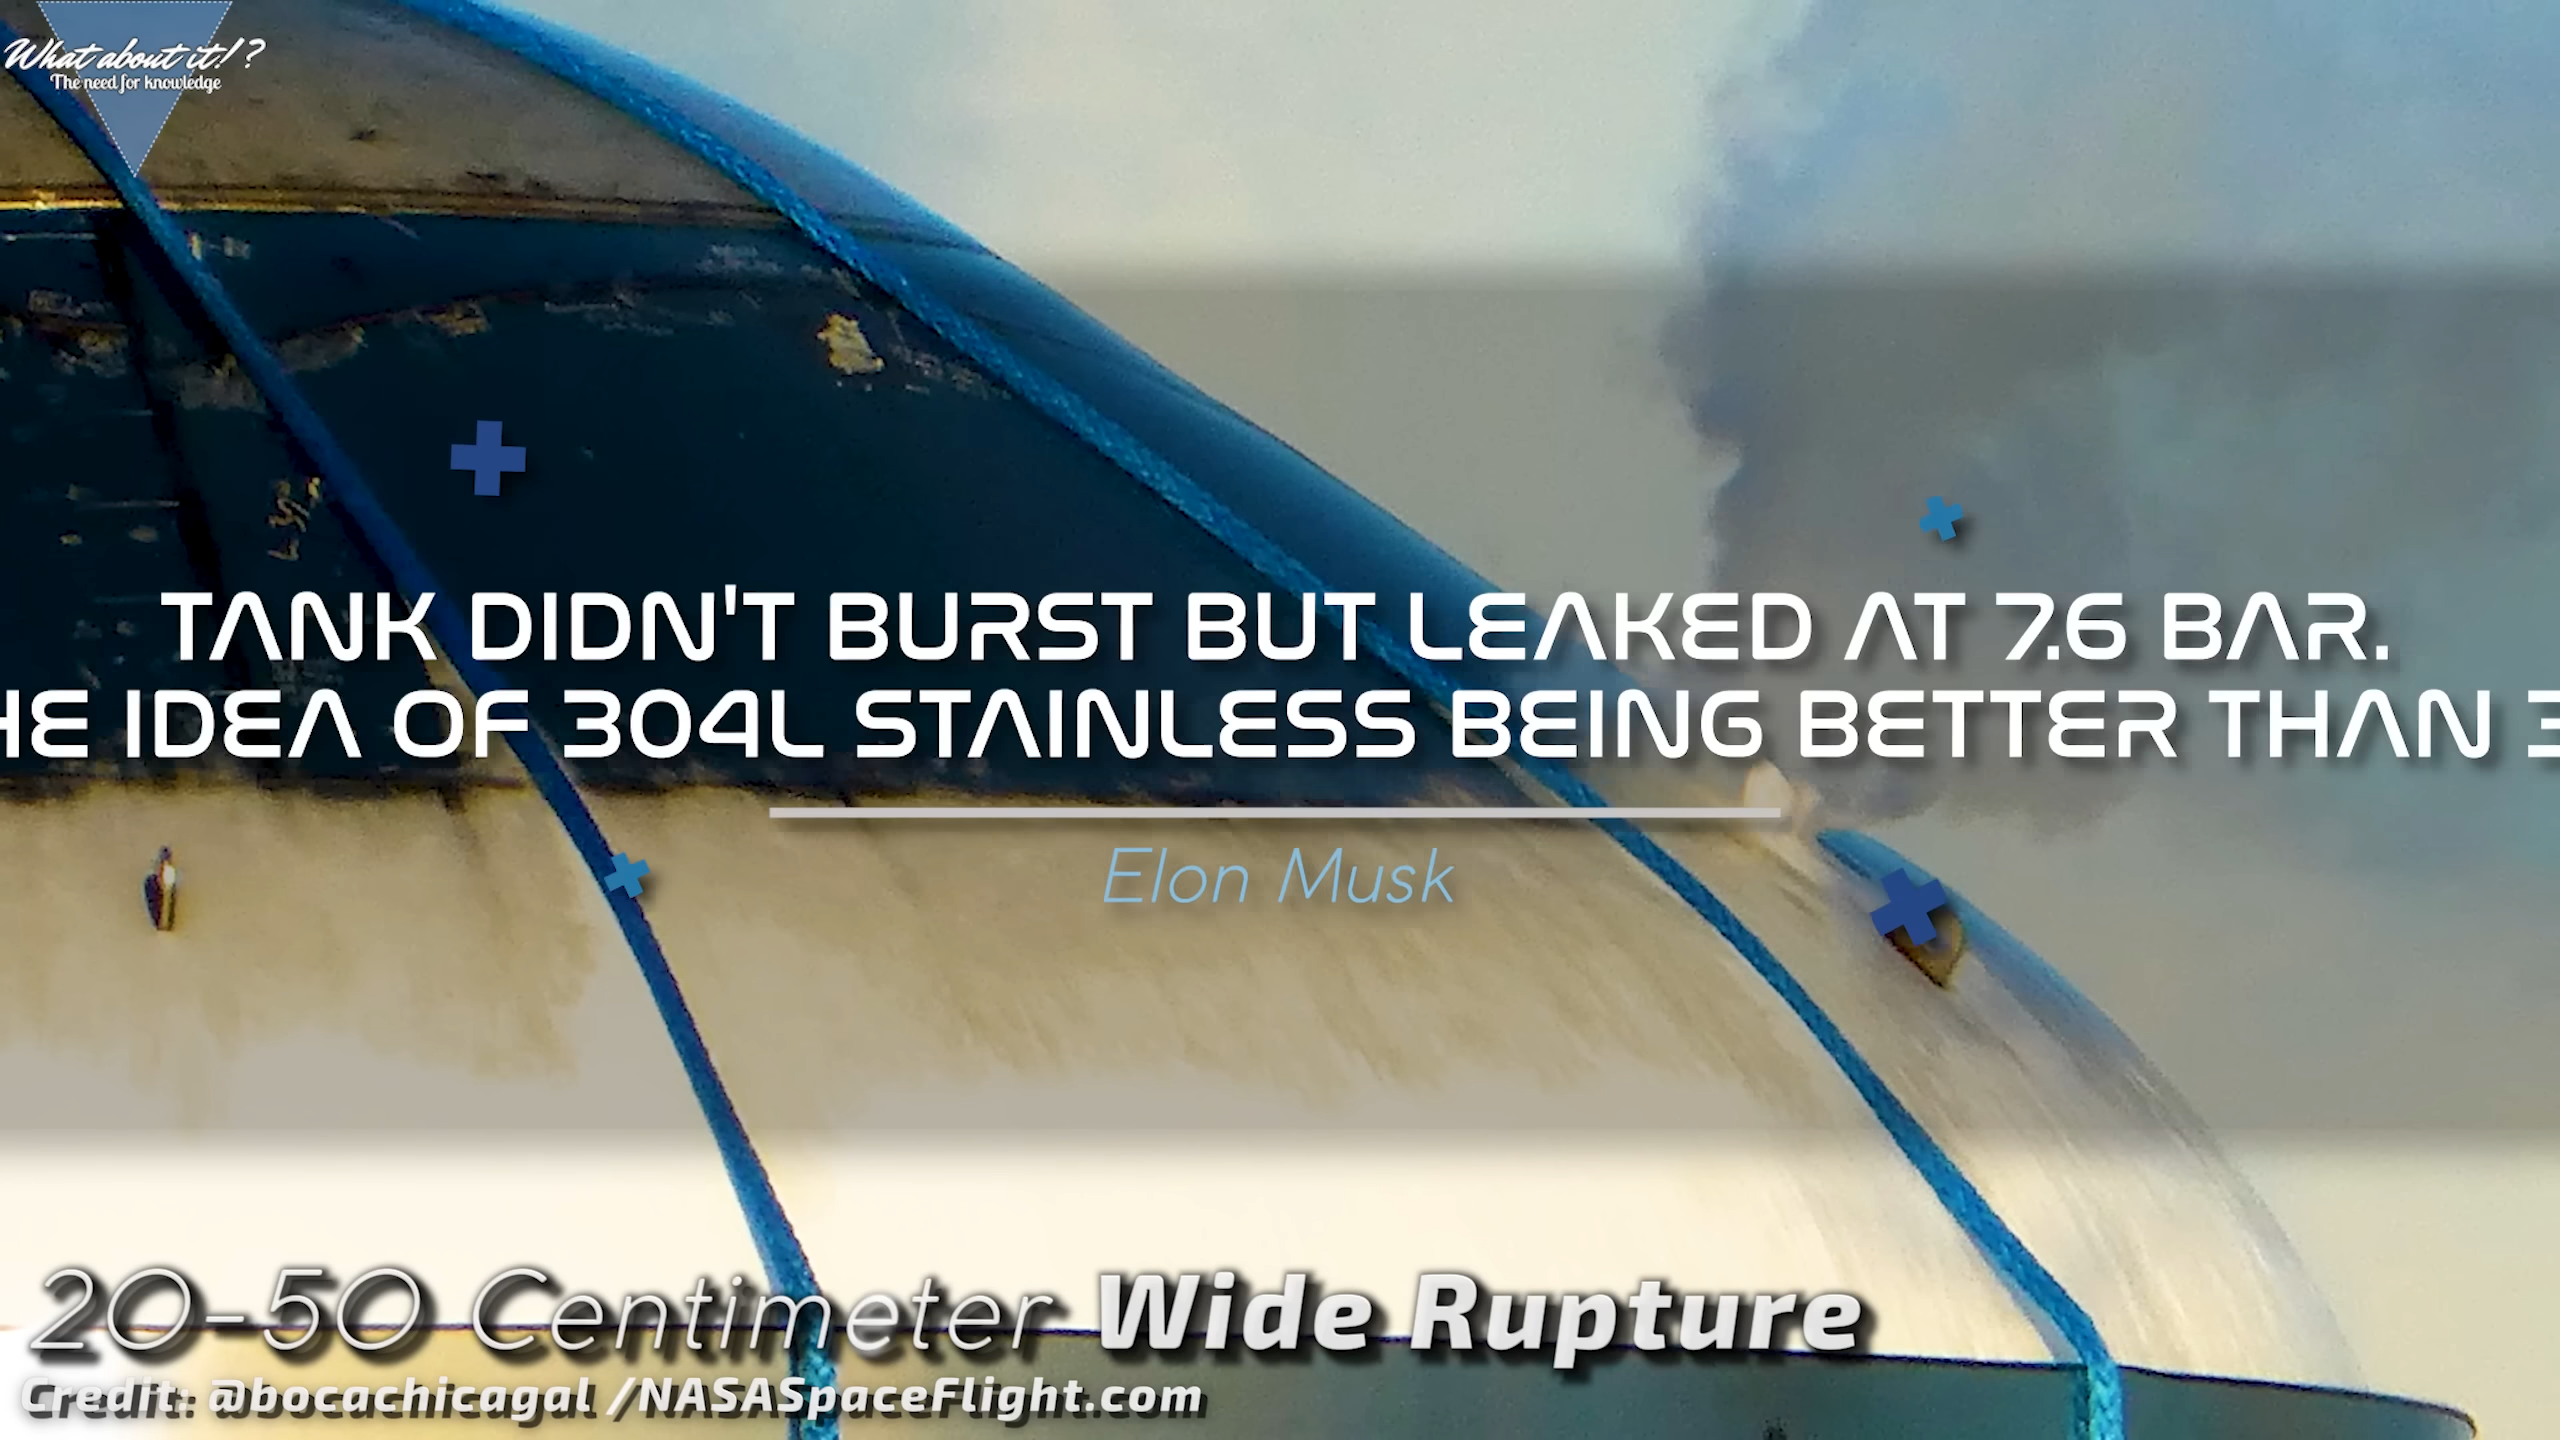 What about it!?
The need for knowledge
TANK DIDN'T BURST BUT LEAKED AT 7.6 BAR.
IDEA OF 304L STAINLESS BEING BETTER THAN
Elon Musk
20-50 Centimeter Wide Rupture
Credit: @bocachicagal /NASASpaceFlight.com